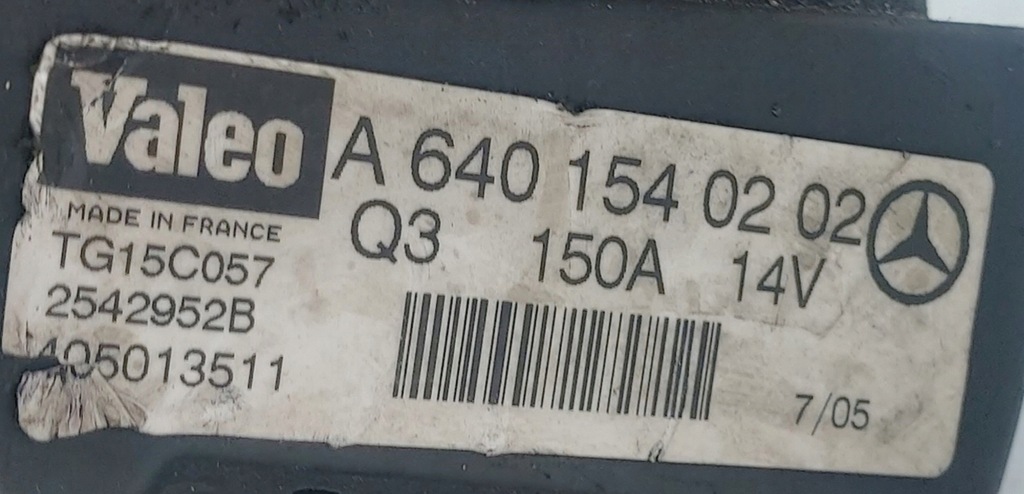 Valeo
MADE IN FRANCE
TG15C057
2542952B
405013511
A 640 154 02 02
Q3 150A 14V
7/05